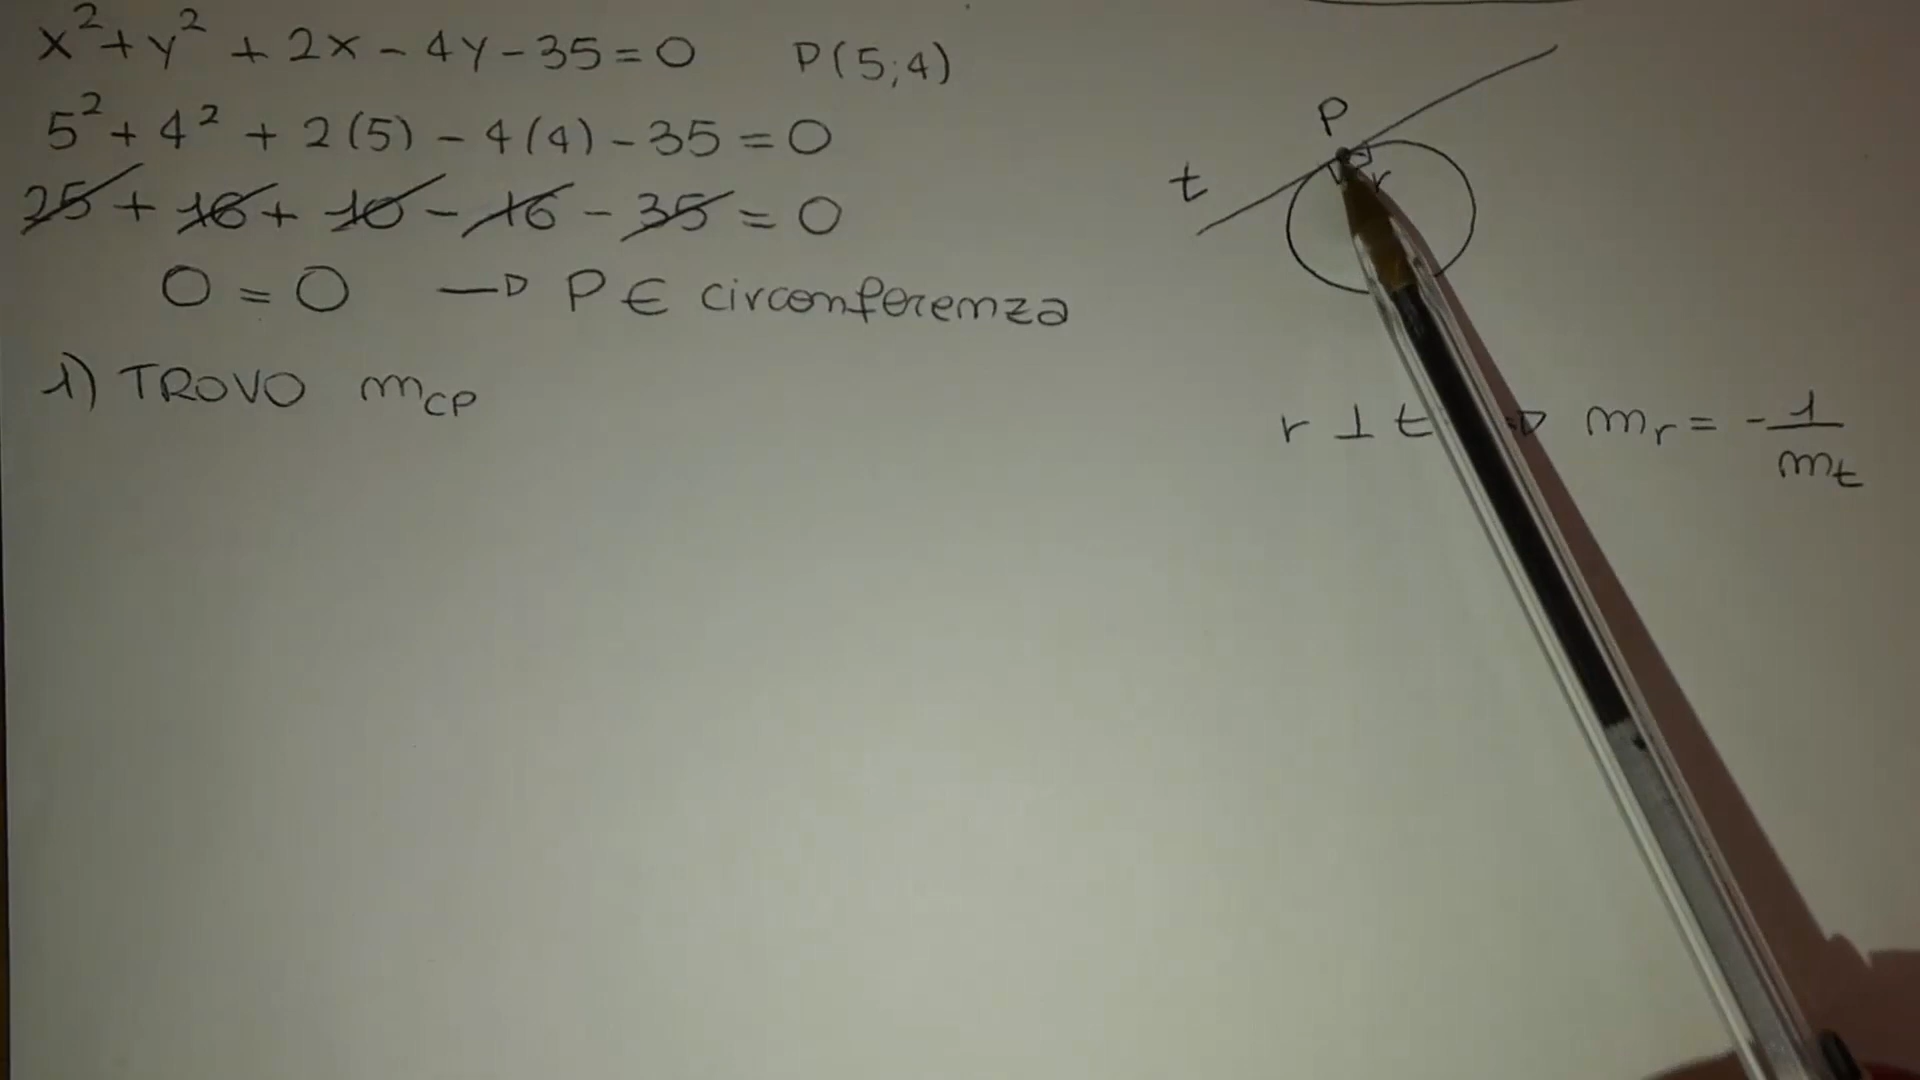 x² + y² + 2x - 4y - 35 = 0 P(5;4)
5² + 4² + 2(5) - 4(4) - 35 = 0
25 + 16 + 10 - 16 - 35 = 0
0 = 0 → P ∈ circonferenza
1) TROVO m_CP
P
t
r
r ⊥ t ⇒ m_r = -1/m_t